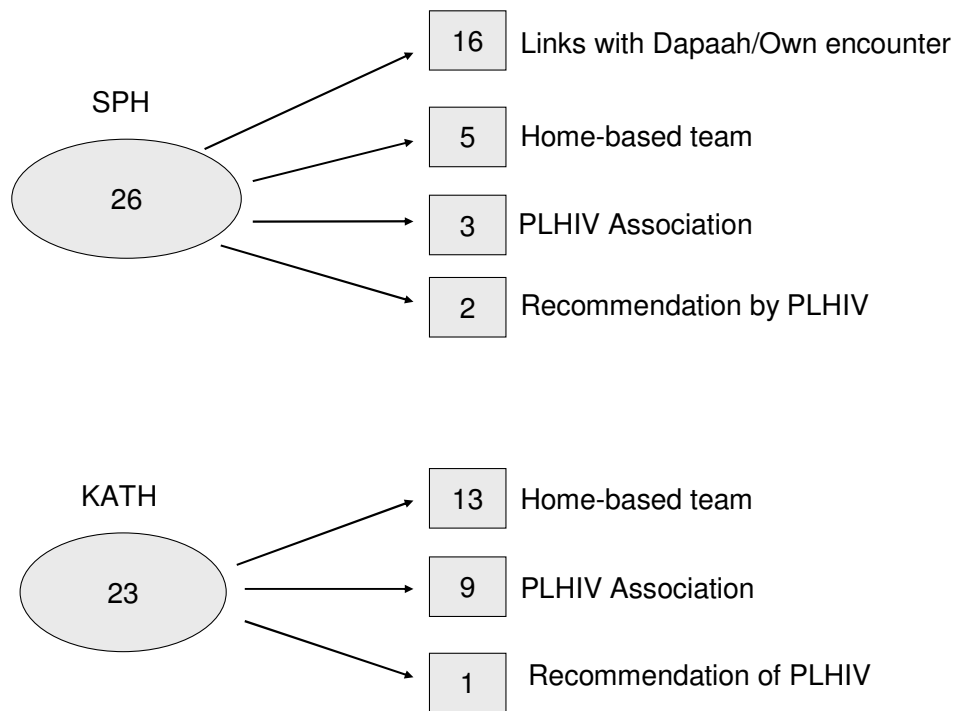 SPH
26
16 Links with Dapaah/Own encounter
5 Home-based team
3 PLHIV Association
2 Recommendation by PLHIV
KATH
23
13 Home-based team
9 PLHIV Association
1 Recommendation of PLHIV